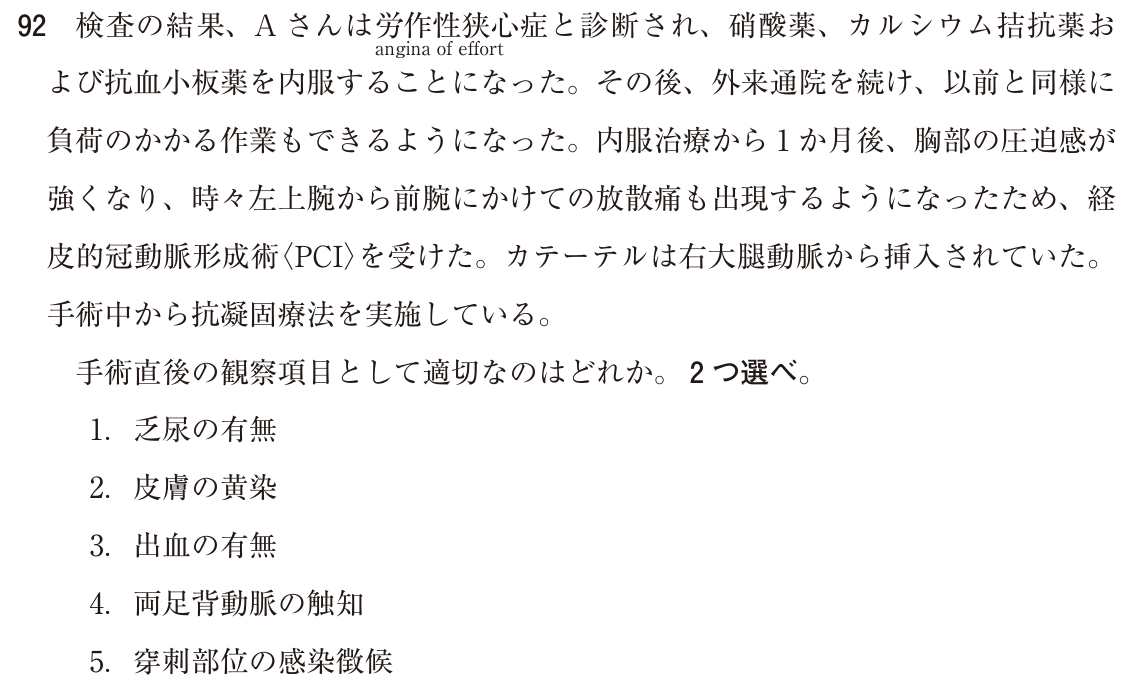 92 検査の結果、A さんは労作性狭心症と診断され、硝酸薬、カルシウム拮抗薬お
angina of effort
よび抗血小板薬を内服することになった。その後、外来通院を続け、以前と同様に
負荷のかかる作業もできるようになった。内服治療から 1 か月後、胸部の圧迫感が
強くなり、時々左上腕から前腕にかけての放散痛も出現するようになったため、経
皮的冠動脈形成術〈PCI〉を受けた。カテーテルは右大腿動脈から挿入されていた。
手術中から抗凝固療法を実施している。
手術直後の観察項目として適切なのはどれか。2 つ選べ。
1. 乏尿の有無
2. 皮膚の黄染
3. 出血の有無
4. 両足背動脈の触知
5. 穿刺部位の感染徴候